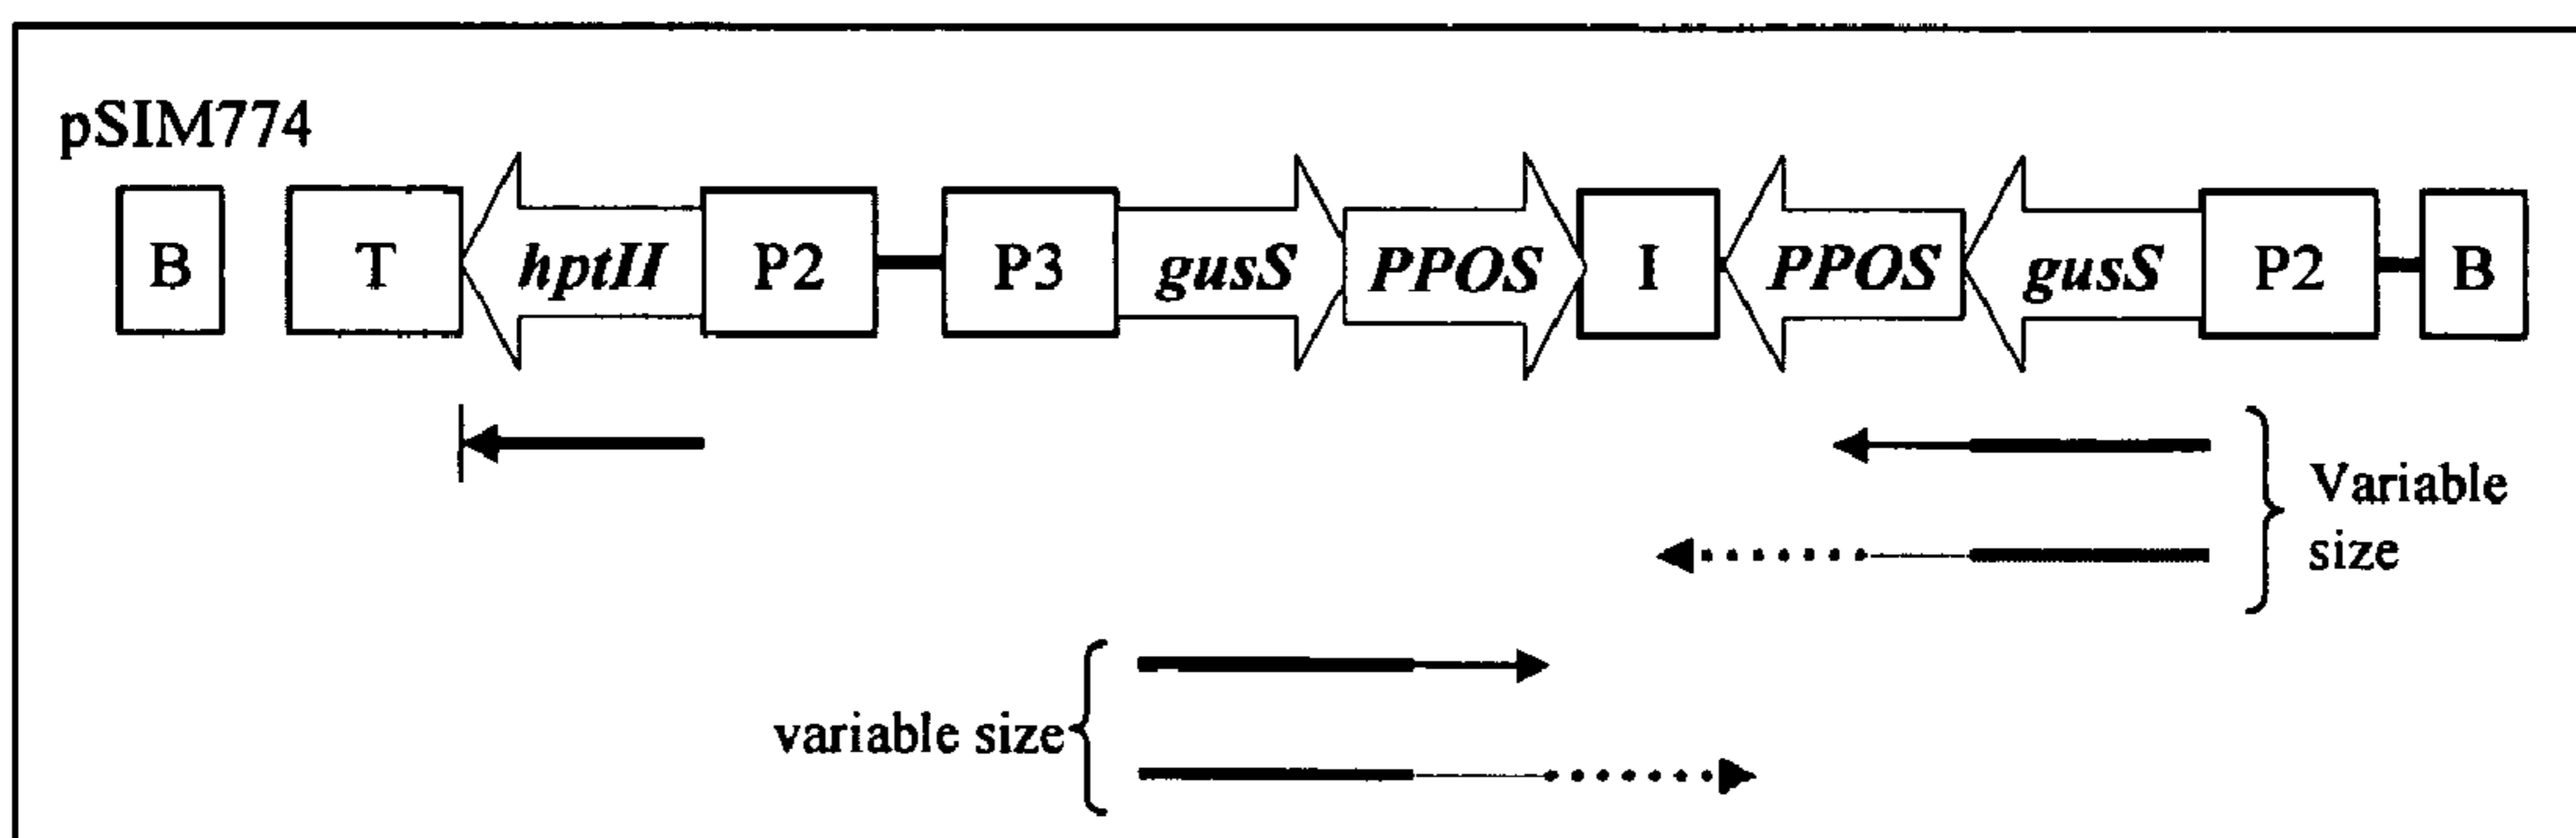 pSIM774
B T hptII P2 P3 gusS PPOS I PPOS gusS P2 B
Variable
size
variable size